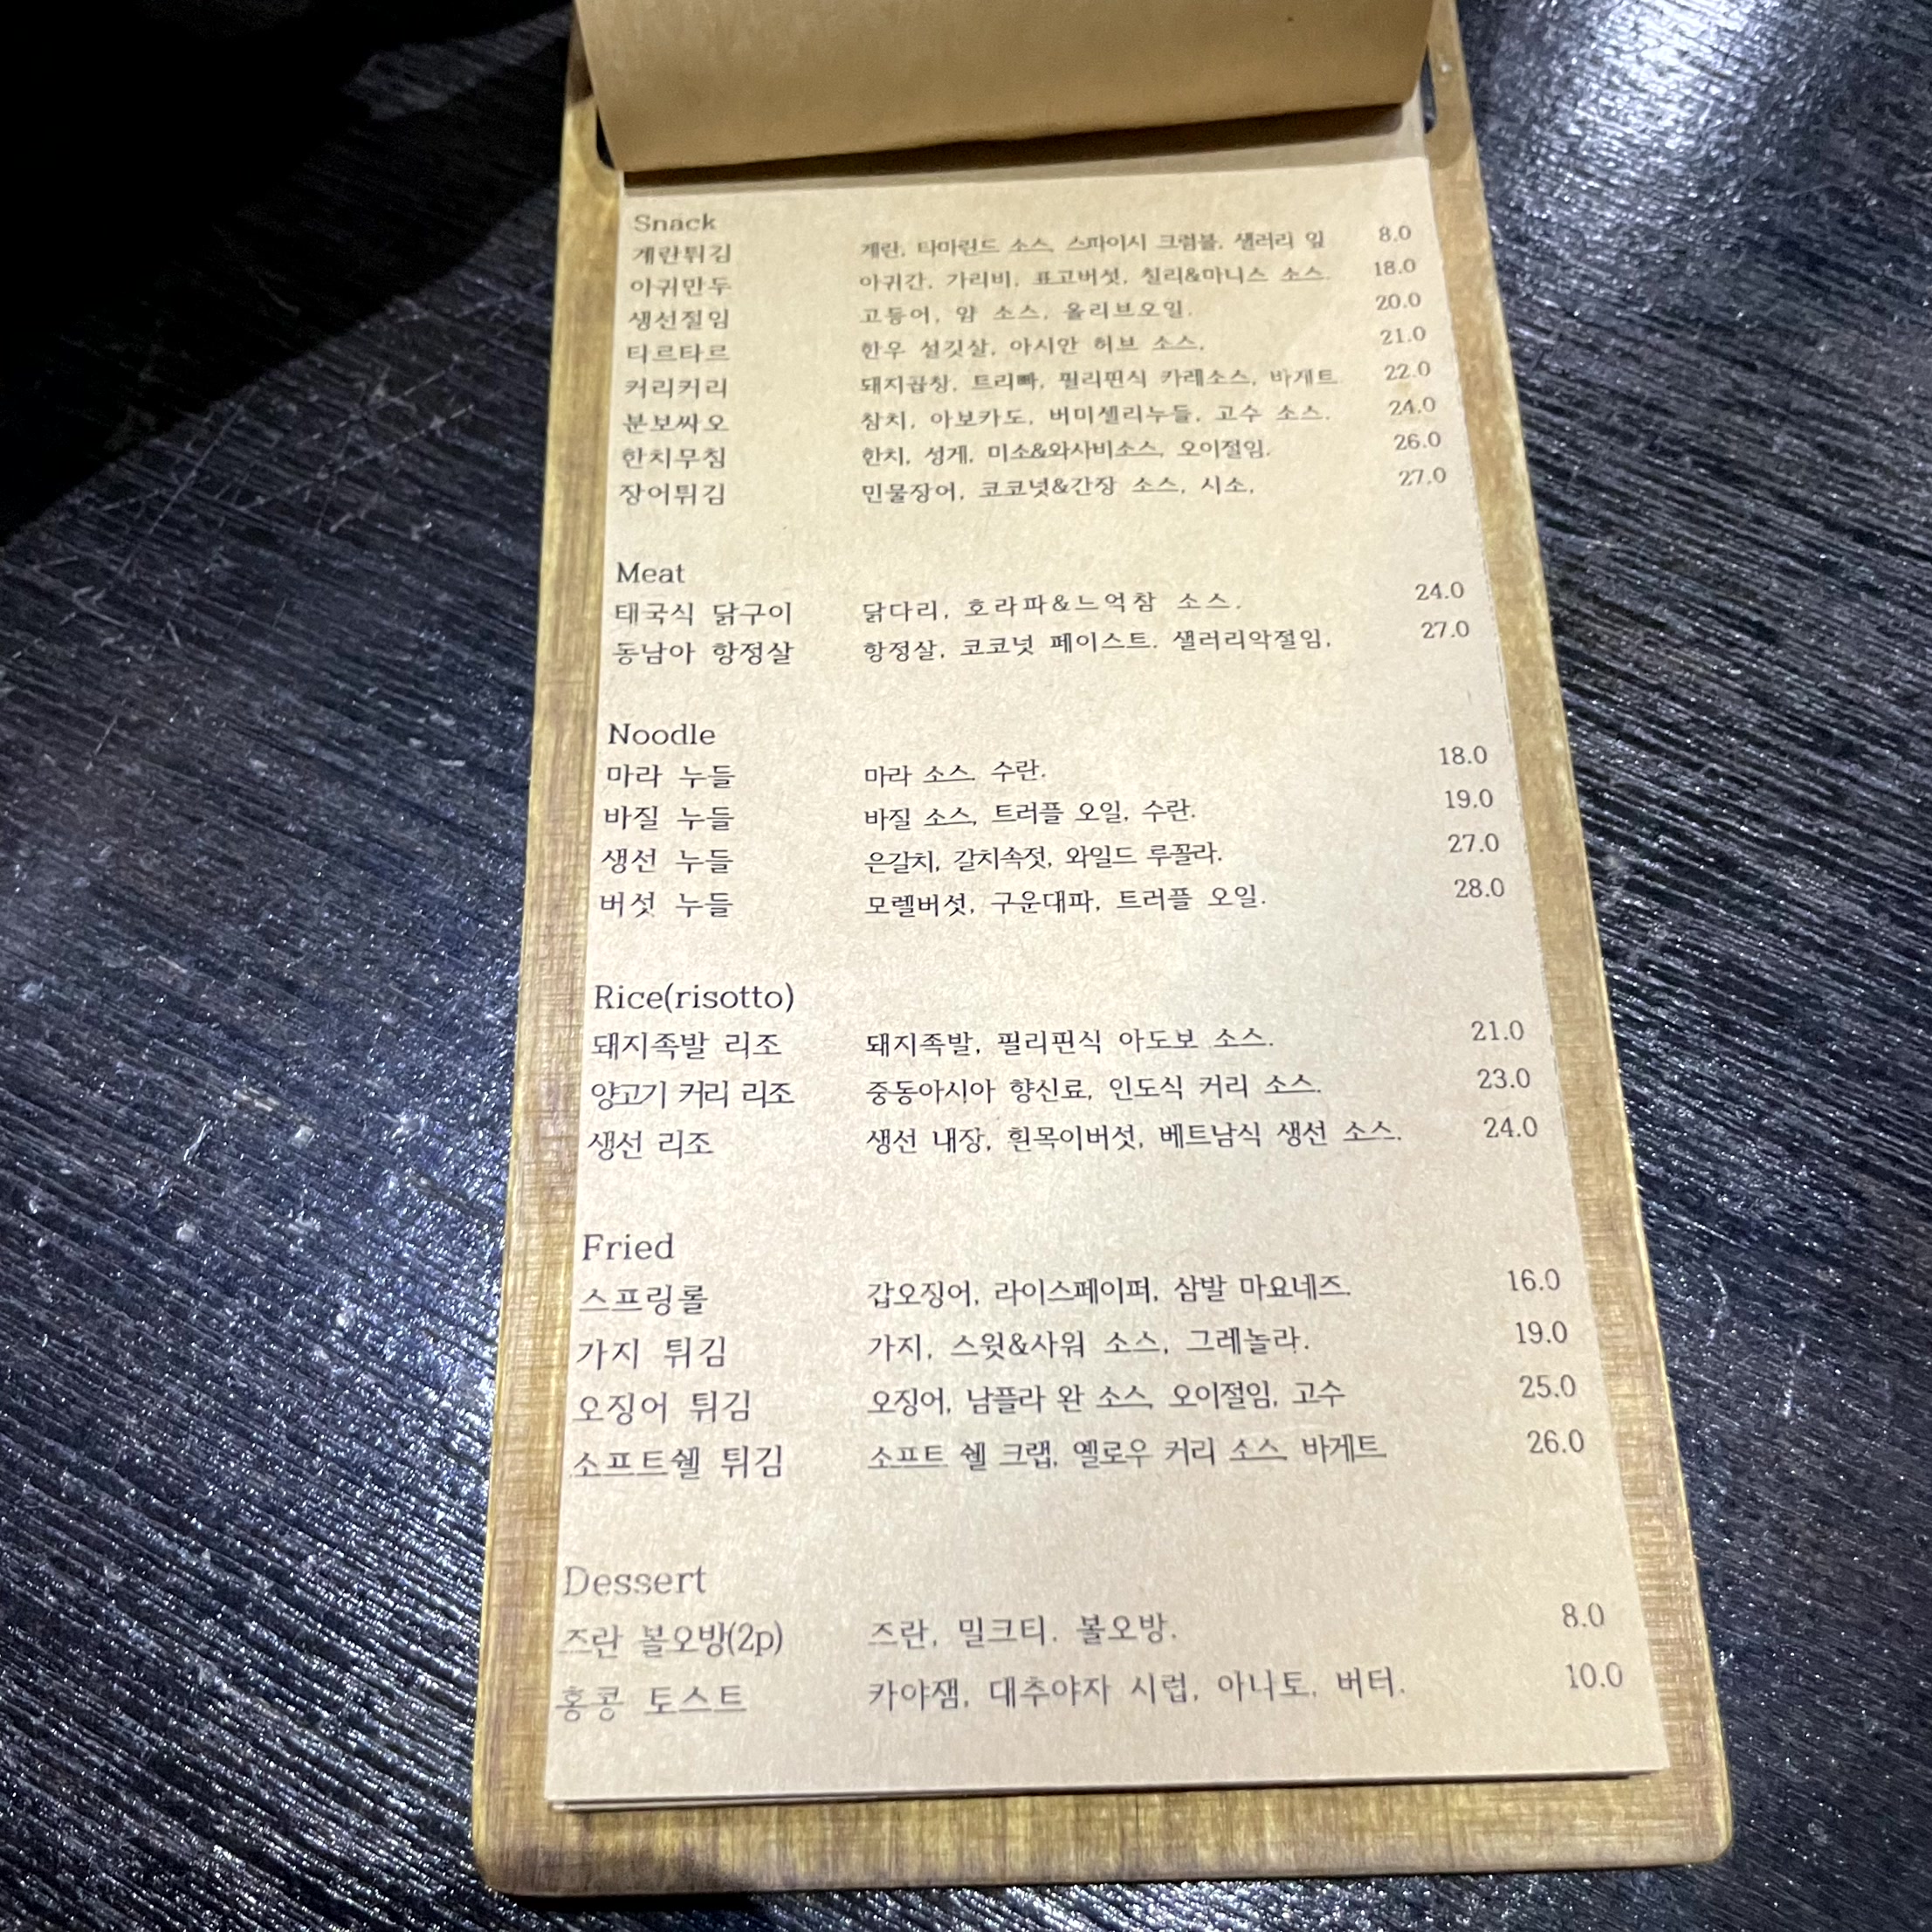 Snack
계란튀김 계란, 타마린드 소스, 스파이시 크럼블, 샐러리 잎 8.0
아귀만두 아귀간, 가리비, 표고버섯, 칠리&마니스 소스. 18.0
생선절임 고등어, 얌 소스, 올리브오일. 20.0
타르타르 한우 설깃살, 아시안 허브 소스, 21.0
커리커리 돼지곱창, 트리빠, 필리핀식 카레소스, 바게트. 22.0
분보싸오 참치, 아보카도, 버미셀리누들, 고수 소스. 24.0
한치무침 한치, 성게, 미소&와사비소스, 오이절임, 26.0
장어튀김 민물장어, 코코넛&간장 소스, 시소, 27.0
Meat
태국식 닭구이 닭다리, 호라파&느억참 소스. 24.0
동남아 항정살 항정살, 코코넛 페이스트. 샐러리악절임, 27.0
Noodle
마라 누들 마라 소스. 수란. 18.0
바질 누들 바질 소스, 트러플 오일, 수란. 19.0
생선 누들 은갈치, 갈치속젓, 와일드 루꼴라. 27.0
버섯 누들 모렐버섯, 구운대파, 트러플 오일. 28.0
Rice(risotto)
돼지족발 리조 돼지족발, 필리핀식 아도보 소스. 21.0
양고기 커리 리조 중동아시아 향신료, 인도식 커리 소스. 23.0
생선 리조 생선 내장, 흰목이버섯, 베트남식 생선 소스. 24.0
Fried
스프링롤 갑오징어, 라이스페이퍼, 삼발 마요네즈. 16.0
가지 튀김 가지, 스윗&사워 소스, 그레놀라. 19.0
오징어 튀김 오징어, 남플라 완 소스, 오이절임, 고수 25.0
소프트쉘 튀김 소프트 쉘 크랩, 옐로우 커리 소스, 바게트. 26.0
Dessert
즈란 볼오방(2p) 즈란, 밀크티. 볼오방. 8.0
홍콩 토스트 카야잼, 대추야자 시럽, 아나토, 버터. 10.0